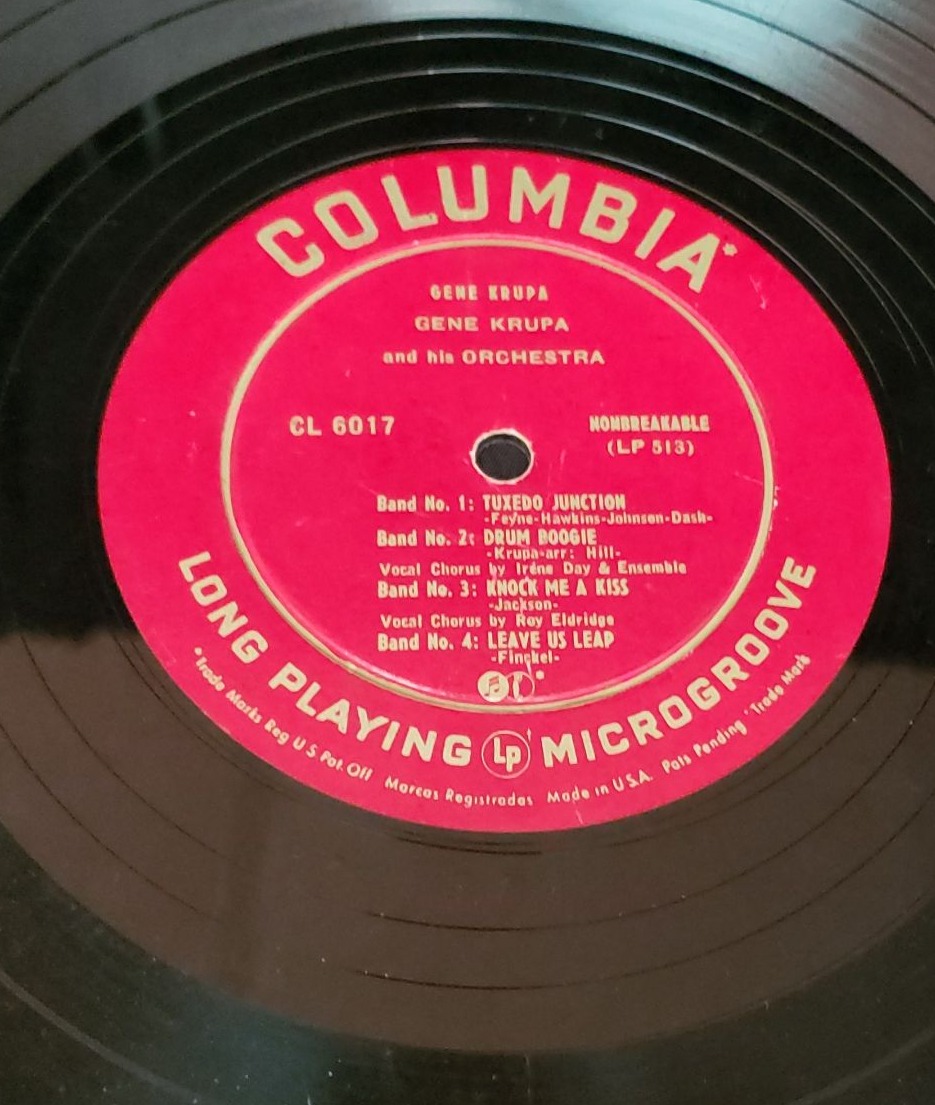 COLUMBIA*
GENE KRUPA
GENE KRUPA
and his ORCHESTRA
CL 6017
NONBREAKABLE
(LP 513)
Band No. 1: TUXEDO JUNCTION
-Feyne-Hawkins-Johnson-Dash-
Band No. 2: DRUM BOOGIE
-Krupa-arr: Hill-
Vocal Chorus by Irene Day & Ensemble
Band No. 3: KNOCK ME A KISS
-Jackson-
Vocal Chorus by Roy Eldridge
Band No. 4: LEAVE US LEAP
-Finckel-
LONG PLAYING Lp MICROGROOVE
*Trade Marks Reg U S Pat. Off Marcas Registradas Made in U.S.A. Pats Pending 'Trade Mark